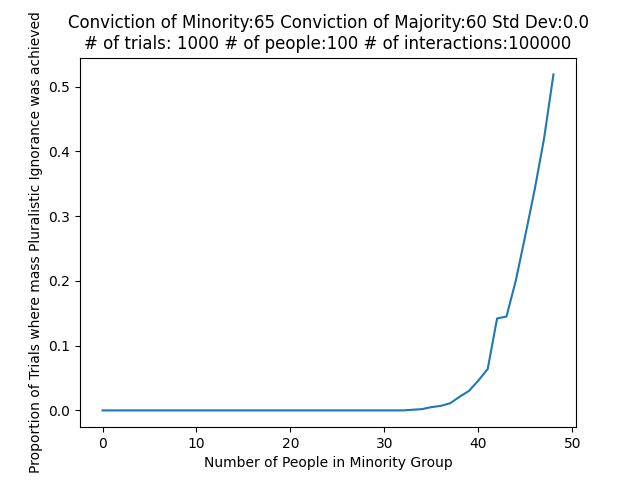 Conviction of Minority:65 Conviction of Majority:60 Std Dev:0.0
# of trials: 1000 # of people:100 # of interactions:100000
Proportion of Trials where mass Pluralistic Ignorance was achieved
0.5
0.4
0.3
0.2
0.1
0.0
0 10 20 30 40 50
Number of People in Minority Group